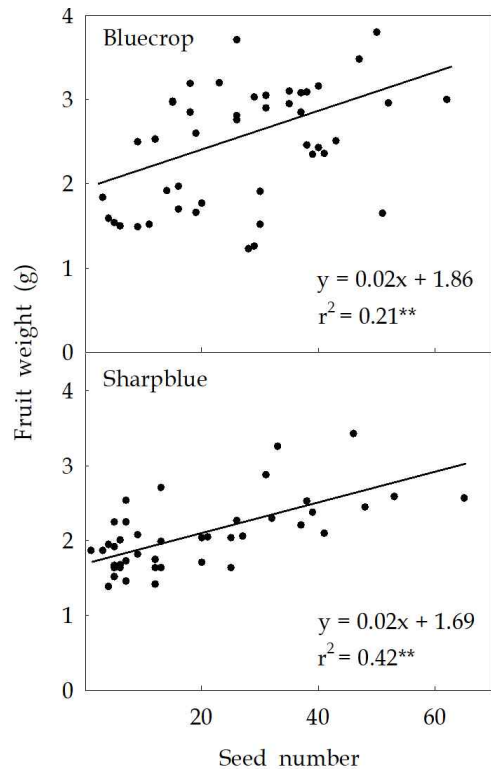 4
Bluecrop
3
2
1
y = 0.02x + 1.86
r² = 0.21**
0
Fruit weight (g)
Sharpblue
4
3
2
1
y = 0.02x + 1.69
r² = 0.42**
0
20 40 60
Seed number